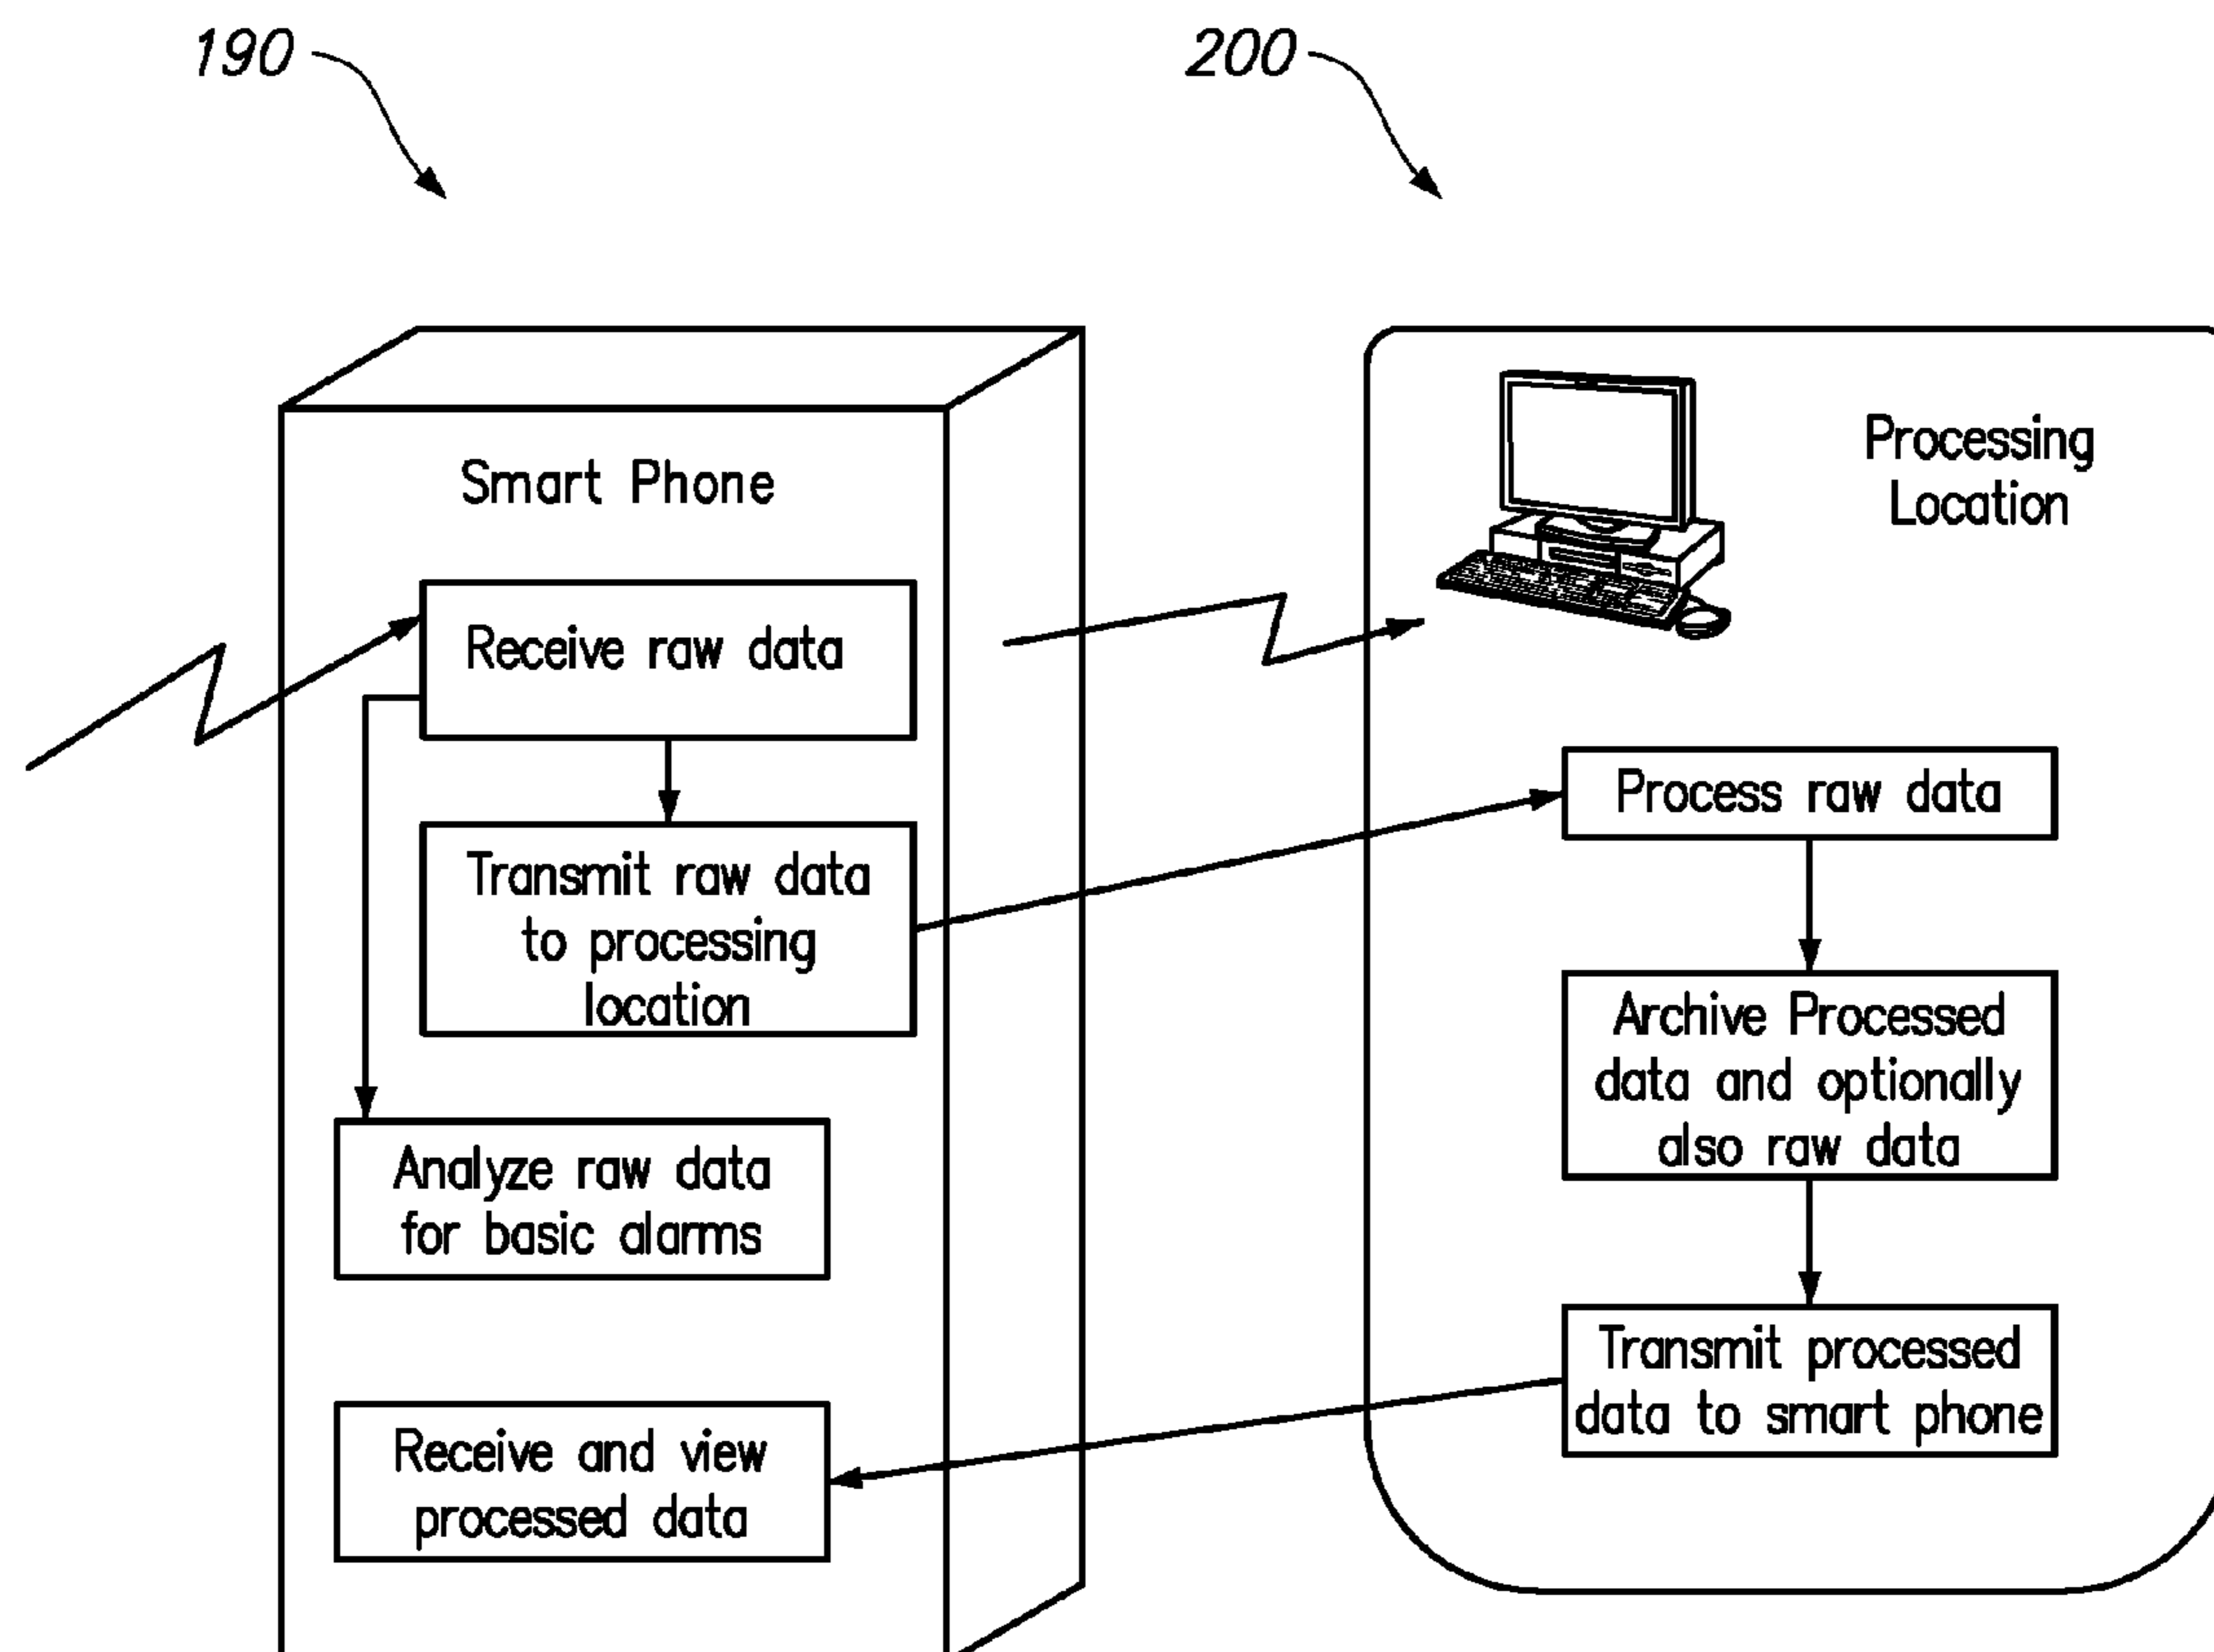 190
200
Smart Phone
Receive raw data
Transmit raw data
to processing
location
Analyze raw data
for basic alarms
Receive and view
processed data
Processing
Location
Process raw data
Archive Processed
data and optionally
also raw data
Transmit processed
data to smart phone